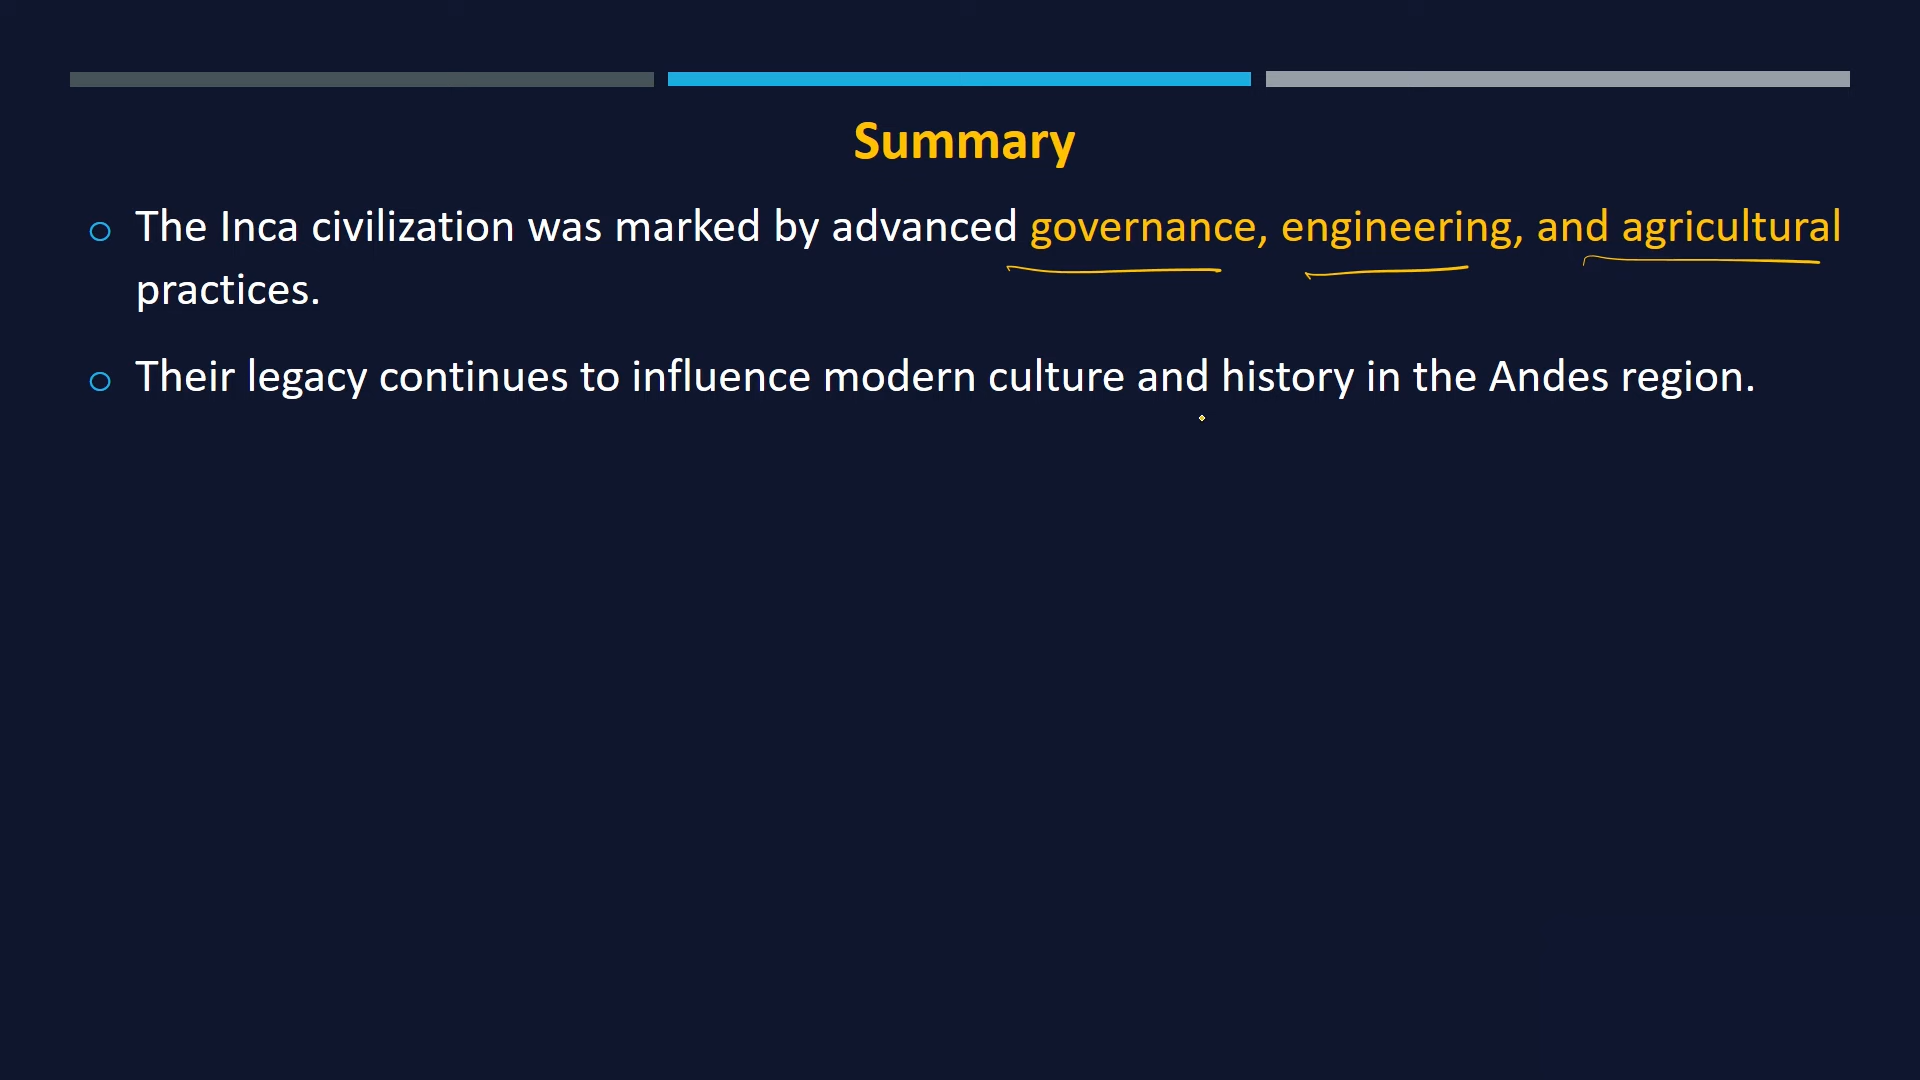 Summary
The Inca civilization was marked by advanced governance, engineering, and agricultural
practices.
Their legacy continues to influence modern culture and history in the Andes region.